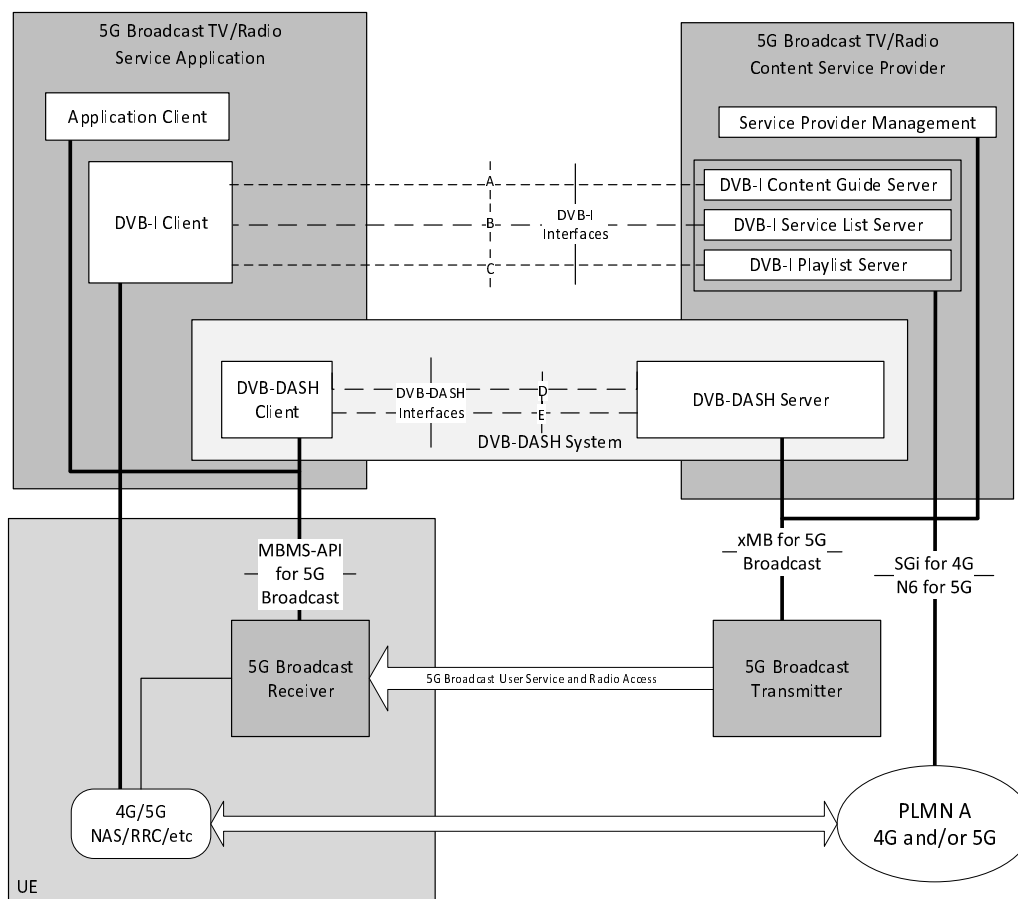 5G Broadcast TV/Radio
Service Application
5G Broadcast TV/Radio
Content Service Provider
Application Client
Service Provider Management
DVB-I Client
A
B
C
DVB-I
Interfaces
DVB-I Content Guide Server
DVB-I Service List Server
DVB-I Playlist Server
DVB-DASH
Client
DVB-DASH
Interfaces
D
E
DVB-DASH Server
DVB-DASH System
MBMS-API
for 5G
Broadcast
xMB for 5G
Broadcast
SGi for 4G
N6 for 5G
5G Broadcast
Receiver
5G Broadcast User Service and Radio Access
5G Broadcast
Transmitter
4G/5G
NAS/RRC/etc
PLMN A
4G and/or 5G
UE